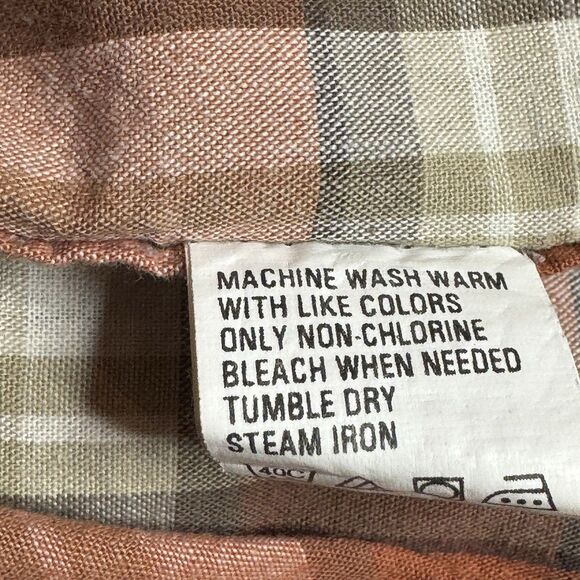 MACHINE WASH WARM
WITH LIKE COLORS
ONLY NON-CHLORINE
BLEACH WHEN NEEDED
TUMBLE DRY
STEAM IRON
40C